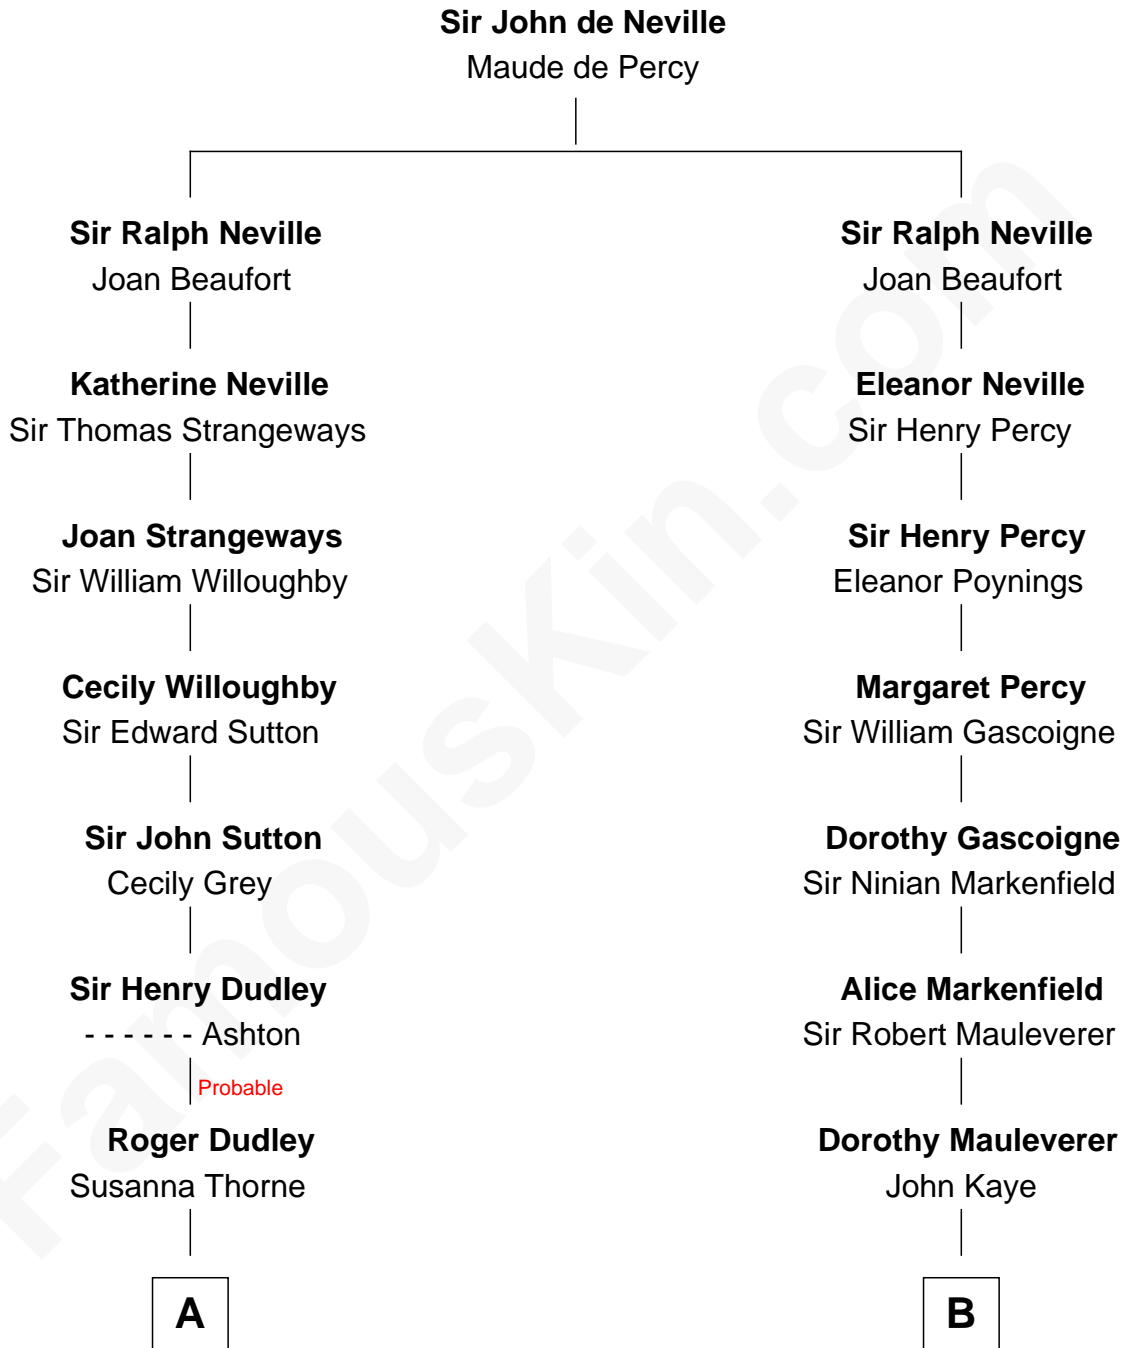 Sir John de Neville
Maude de Percy
Sir Ralph Neville
Joan Beaufort
Katherine Neville
Sir Thomas Strangeways
Joan Strangeways
Sir William Willoughby
Cecily Willoughby
Sir Edward Sutton
Sir John Sutton
Cecily Grey
Sir Henry Dudley
- - - - - - Ashton
Probable
Roger Dudley
Susanna Thorne
A
Sir Ralph Neville
Joan Beaufort
Eleanor Neville
Sir Henry Percy
Sir Henry Percy
Eleanor Poynings
Margaret Percy
Sir William Gascoigne
Dorothy Gascoigne
Sir Ninian Markenfield
Alice Markenfield
Sir Robert Mauleverer
Dorothy Mauleverer
John Kaye
B
FamousKin.com